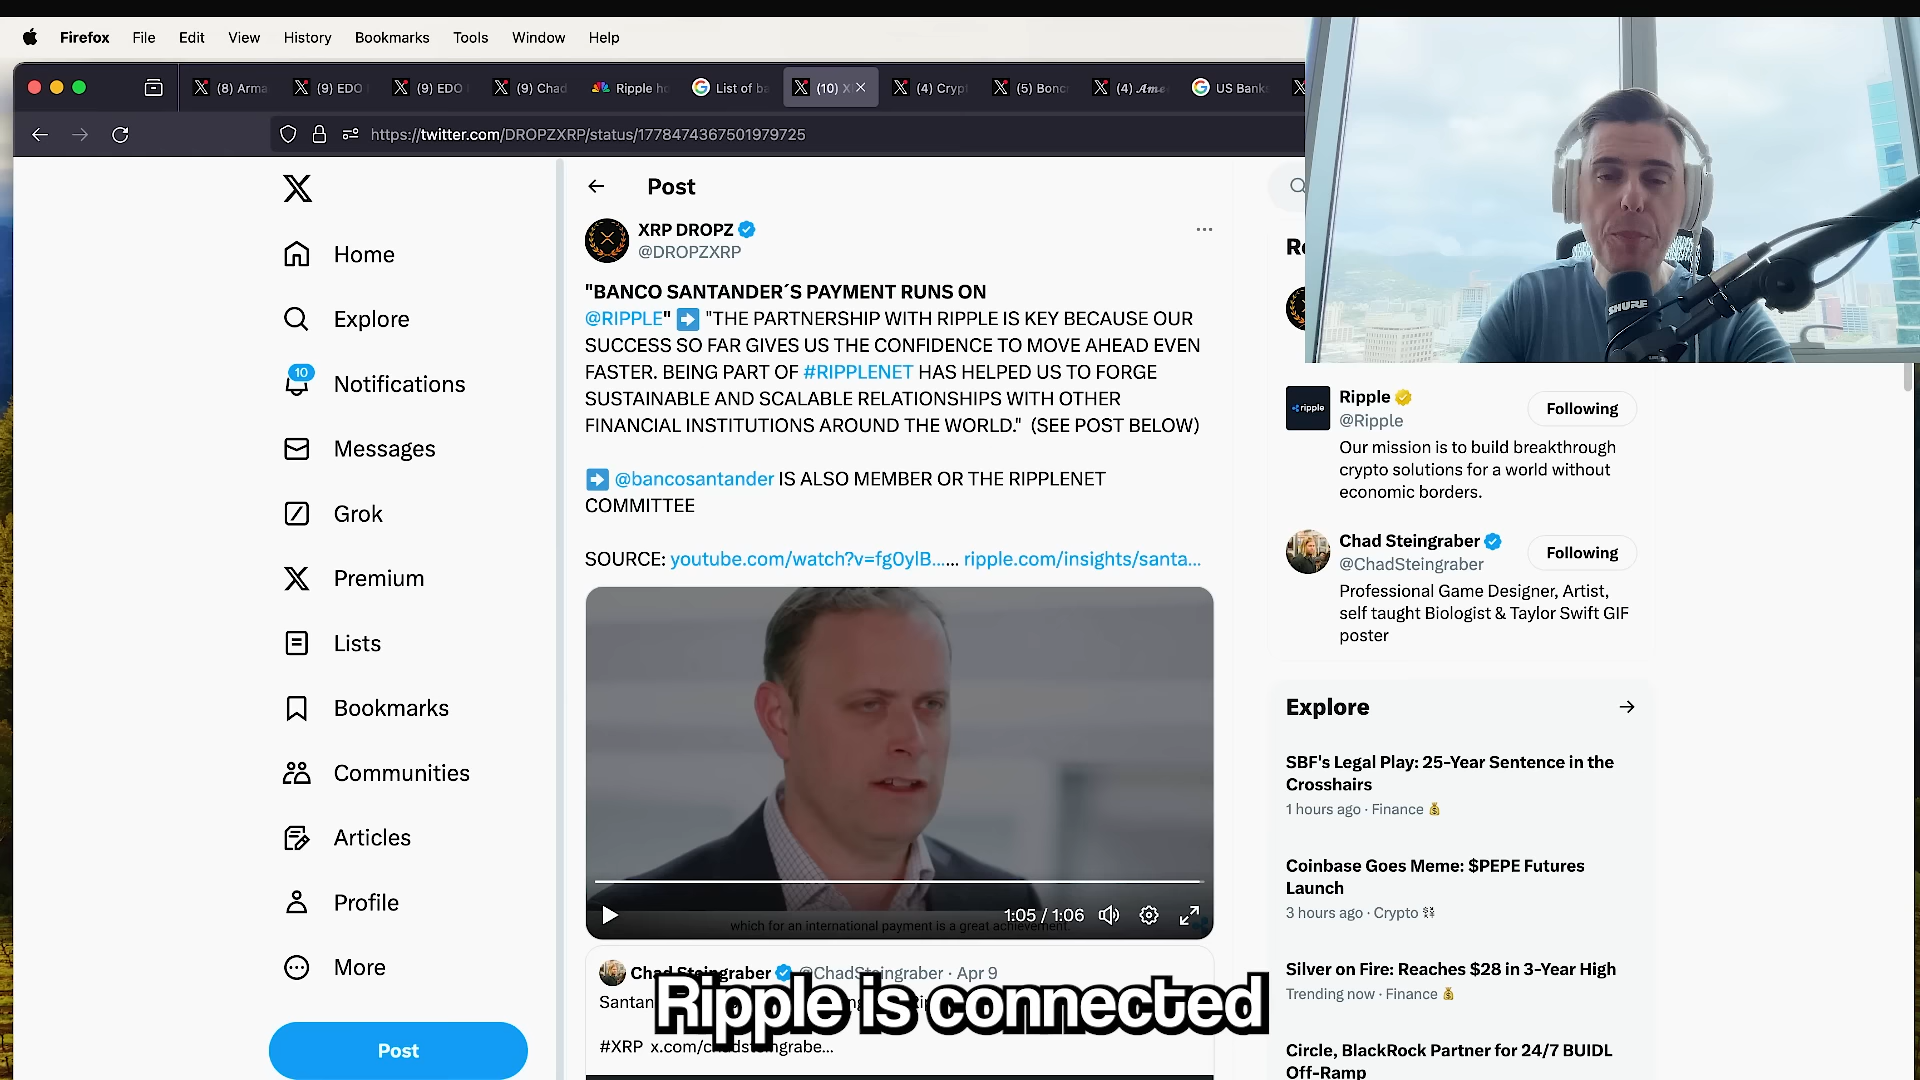 Firefox File Edit View History Bookmarks Tools Window Help
(8) Arma (9) EDO (9) EDO (9) Chad Ripple ho List of ba (10) X (4) Crypt (5) Bonc (4) Ame US Bank
https://twitter.com/DROPZXRP/status/1778474367501979725
Home
Explore
10
Notifications
Messages
Grok
Premium
Lists
Bookmarks
Communities
Articles
Profile
More
Post
Post
XRP DROPZ
@DROPZXRP
"BANCO SANTANDER´S PAYMENT RUNS ON
@RIPPLE" ➡ "THE PARTNERSHIP WITH RIPPLE IS KEY BECAUSE OUR
SUCCESS SO FAR GIVES US THE CONFIDENCE TO MOVE AHEAD EVEN
FASTER. BEING PART OF #RIPPLENET HAS HELPED US TO FORGE
SUSTAINABLE AND SCALABLE RELATIONSHIPS WITH OTHER
FINANCIAL INSTITUTIONS AROUND THE WORLD." (SEE POST BELOW)
➡ @bancosantander IS ALSO MEMBER OR THE RIPPLENET
COMMITTEE
SOURCE: youtube.com/watch?v=fg0ylB...... ripple.com/insights/santa...
1:05 / 1:06
which for an international payment is a great achievement.
Chad Steingraber @ChadSteingraber · Apr 9
Ripple is connected
#XRP x.com/chadsteingrabe...
SHURE
ripple
Ripple
@Ripple
Following
Our mission is to build breakthrough
crypto solutions for a world without
economic borders.
Chad Steingraber
@ChadSteingraber
Following
Professional Game Designer, Artist,
self taught Biologist & Taylor Swift GIF
poster
Explore
SBF's Legal Play: 25-Year Sentence in the
Crosshairs
1 hours ago · Finance 💰
Coinbase Goes Meme: $PEPE Futures
Launch
3 hours ago · Crypto
Silver on Fire: Reaches $28 in 3-Year High
Trending now · Finance 💰
Circle, BlackRock Partner for 24/7 BUIDL
Off-Ramp